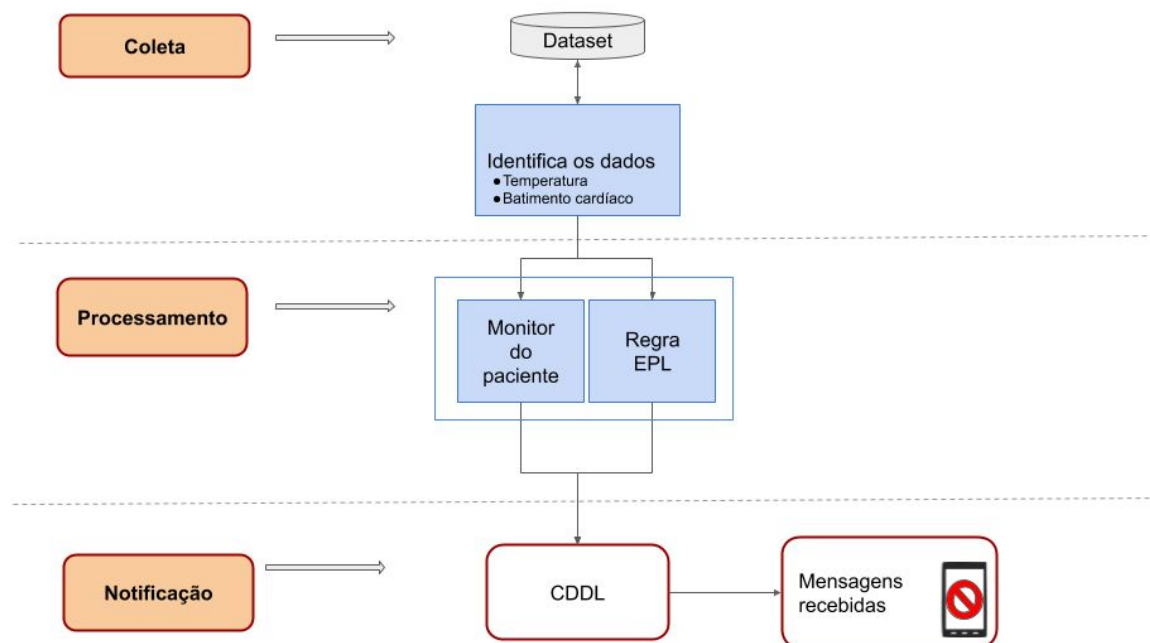 Coleta
Dataset
Identifica os dados
● Temperatura
● Batimento cardíaco
Processamento
Monitor
do
paciente
Regra
EPL
Notificação
CDDL
Mensagens
recebidas